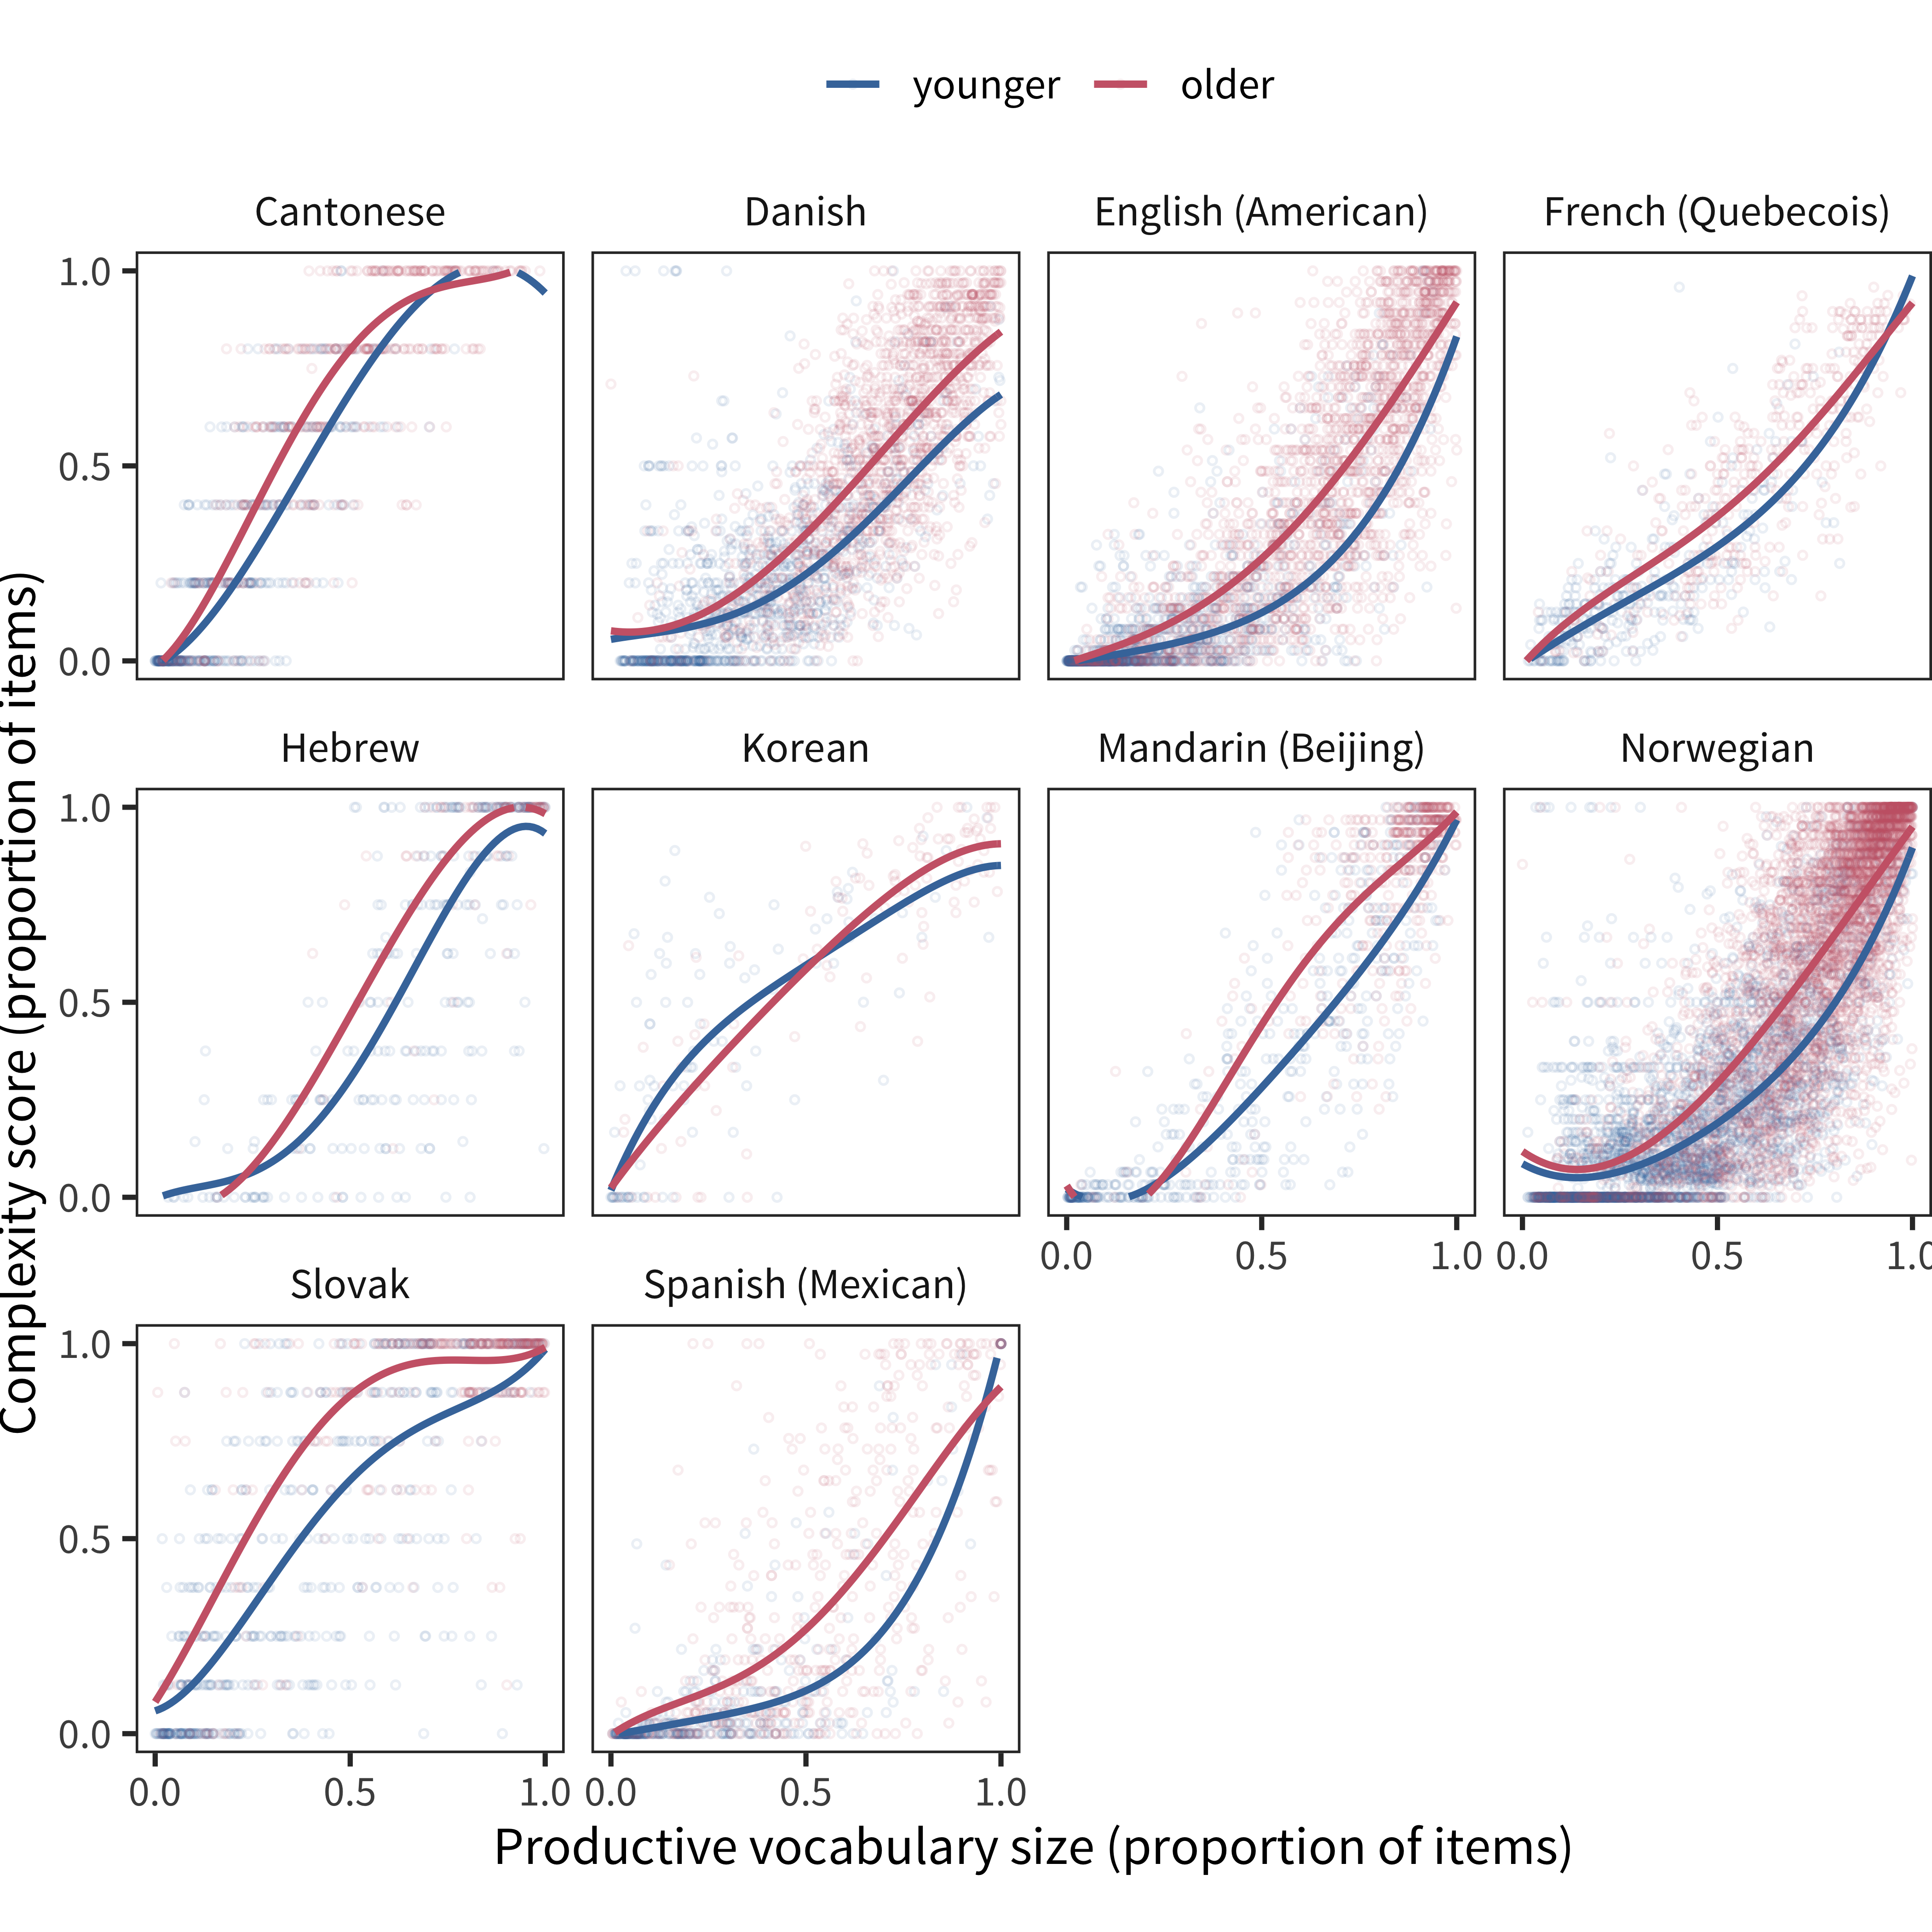 younger older
Cantonese Danish English (American) French (Quebecois)
1.0
0.5
0.0
Hebrew Korean Mandarin (Beijing) Norwegian
1.0
0.5
0.0
0.0 0.5 1.0 0.0 0.5 1.0
Slovak Spanish (Mexican)
1.0
0.5
0.0
0.0 0.5 1.0 0.0 0.5 1.0
Productive vocabulary size (proportion of items)
Complexity score (proportion of items)